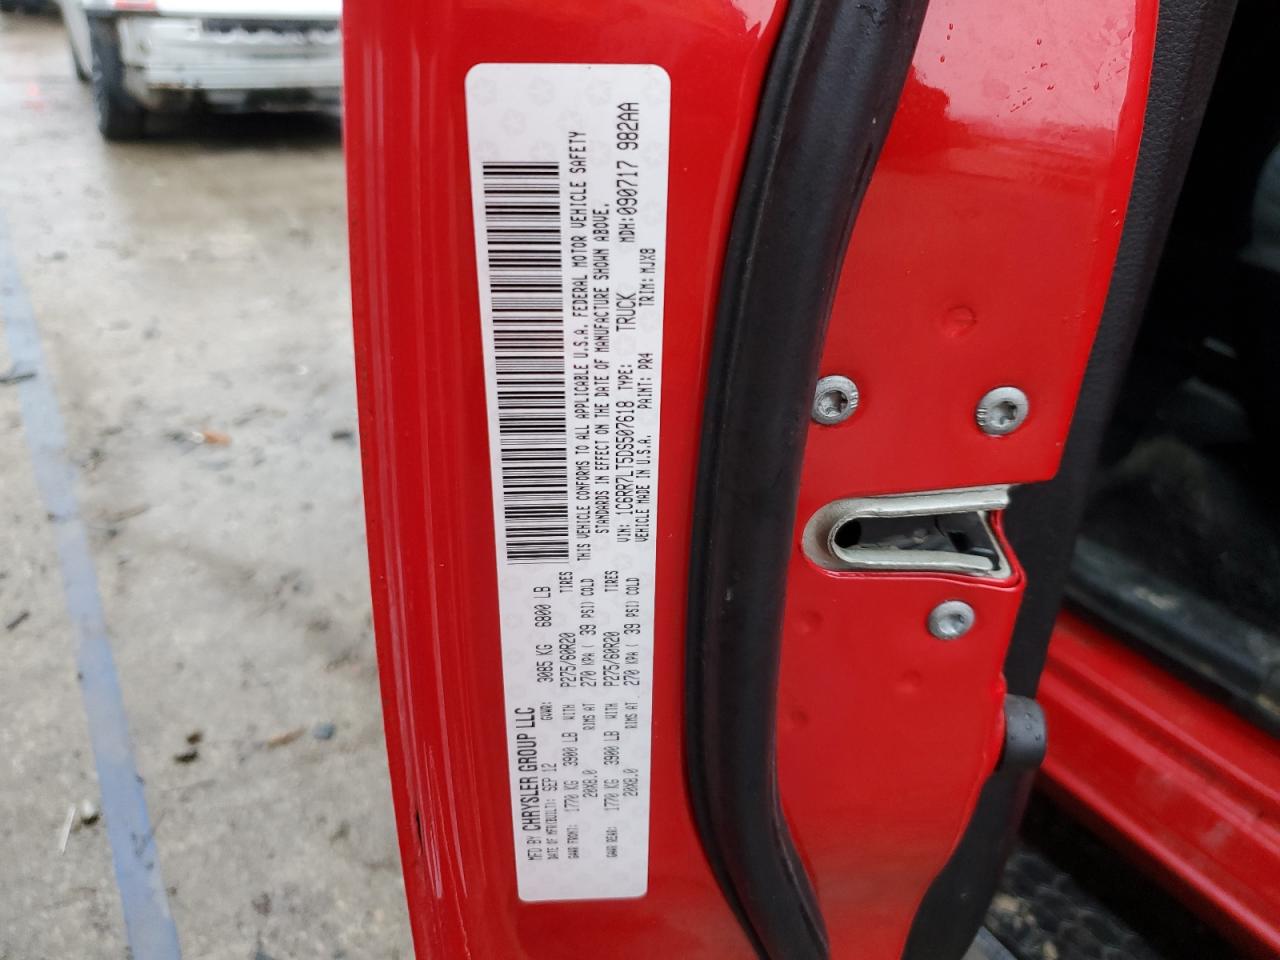 MFD BY CHRYSLER GROUP LLC
DATE OF MFR(BUILT): SEP 12 GVWR: 3085 KG 6800 LB
GAWR FRONT: 1770 KG 3900 LB WITH P275/60R20 TIRES
20X8.0 RIMS AT 270 KPA ( 39 PSI) COLD
GAWR REAR: 1770 KG 3900 LB WITH P275/60R20 TIRES
20X8.0 RIMS AT 270 KPA ( 39 PSI) COLD
THIS VEHICLE CONFORMS TO ALL APPLICABLE U.S.A. FEDERAL MOTOR VEHICLE SAFETY
STANDARDS IN EFFECT ON THE DATE OF MANUFACTURE SHOWN ABOVE.
VIN: 1C6RR7LT5DS507618 TYPE: TRUCK MDH:090717 982AA
VEHICLE MADE IN U.S.A. PAINT: PR4 TRIM: MJX8